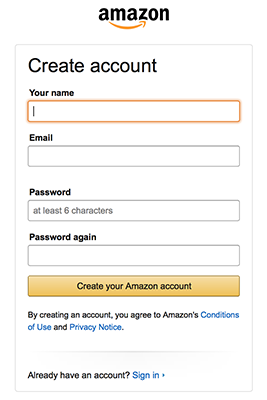 amazon
Create account
Your name
Email
Password
at least 6 characters
Password again
Create your Amazon account
By creating an account, you agree to Amazon's Conditions
of Use and Privacy Notice.
Already have an account? Sign in